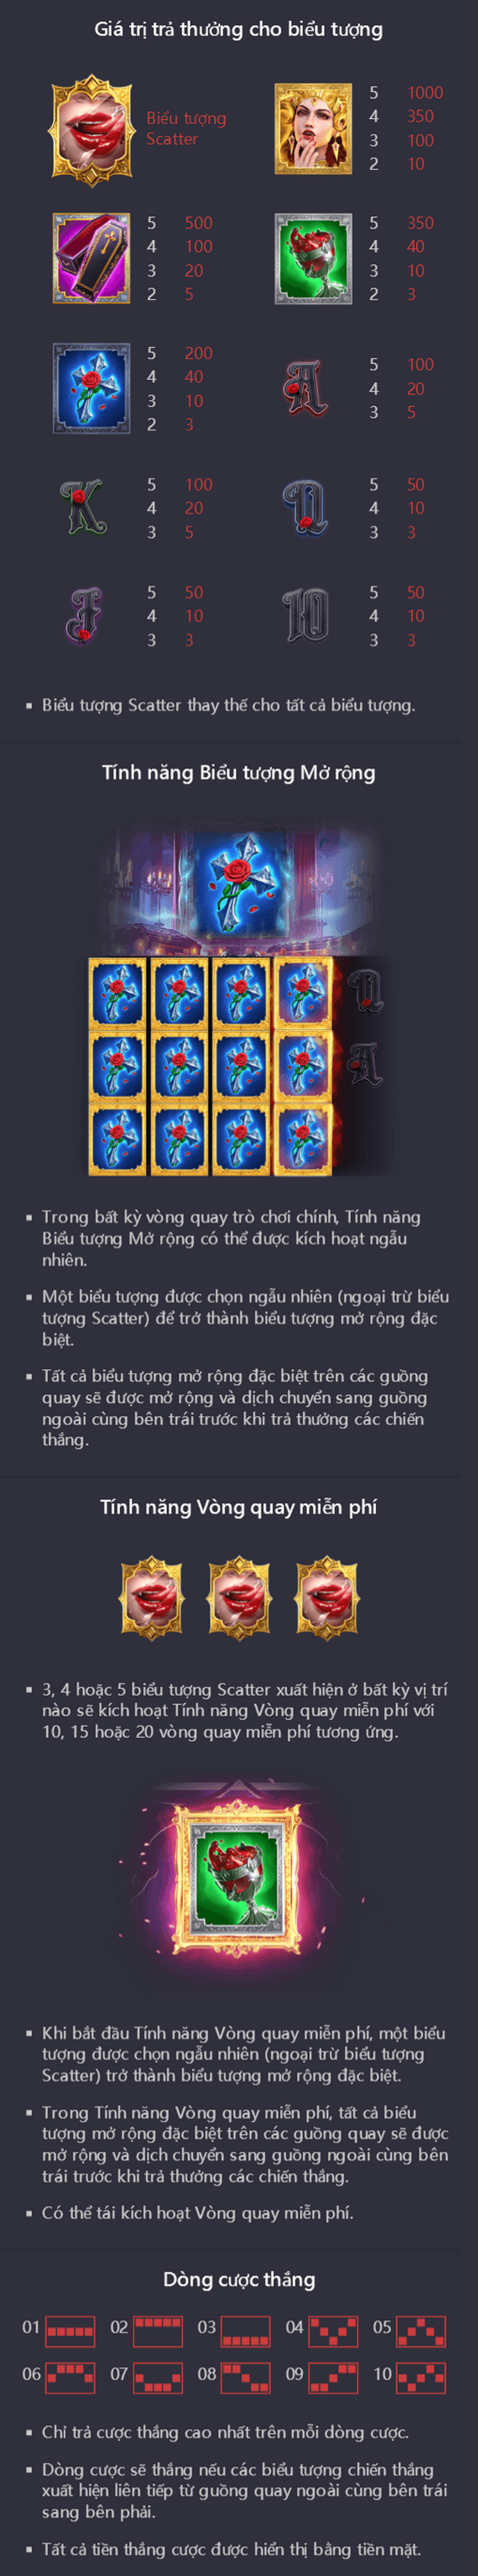 Giá trị trả thưởng cho biểu tượng
Biểu tượng
Scatter
5 1000
4 350
3 100
2 10
5 500
4 100
3 20
2 5
5 350
4 40
3 10
2 3
5 200
4 40
3 10
2 3
A
5 100
4 20
3 5
K
5 100
4 20
3 5
Q
5 50
4 10
3 3
J
5 50
4 10
3 3
10
5 50
4 10
3 3
▪ Biểu tượng Scatter thay thế cho tất cả biểu tượng.
Tính năng Biểu tượng Mở rộng
Q
A
▪ Trong bất kỳ vòng quay trò chơi chính, Tính năng
Biểu tượng Mở rộng có thể được kích hoạt ngẫu
nhiên.
▪ Một biểu tượng được chọn ngẫu nhiên (ngoại trừ biểu
tượng Scatter) để trở thành biểu tượng mở rộng đặc
biệt.
▪ Tất cả biểu tượng mở rộng đặc biệt trên các guồng
quay sẽ được mở rộng và dịch chuyển sang guồng
ngoài cùng bên trái trước khi trả thưởng các chiến
thắng.
Tính năng Vòng quay miễn phí
▪ 3, 4 hoặc 5 biểu tượng Scatter xuất hiện ở bất kỳ vị trí
nào sẽ kích hoạt Tính năng Vòng quay miễn phí với
10, 15 hoặc 20 vòng quay miễn phí tương ứng.
▪ Khi bắt đầu Tính năng Vòng quay miễn phí, một biểu
tượng được chọn ngẫu nhiên (ngoại trừ biểu tượng
Scatter) trở thành biểu tượng mở rộng đặc biệt.
▪ Trong Tính năng Vòng quay miễn phí, tất cả biểu
tượng mở rộng đặc biệt trên các guồng quay sẽ được
mở rộng và dịch chuyển sang guồng ngoài cùng bên
trái trước khi trả thưởng các chiến thắng.
▪ Có thể tái kích hoạt Vòng quay miễn phí.
Dòng cược thắng
01 02 03 04 05
06 07 08 09 10
▪ Chỉ trả cược thắng cao nhất trên mỗi dòng cược.
▪ Dòng cược sẽ thắng nếu các biểu tượng chiến thắng
xuất hiện liên tiếp từ guồng quay ngoài cùng bên trái
sang bên phải.
▪ Tất cả tiền thắng cược được hiển thị bằng tiền mặt.